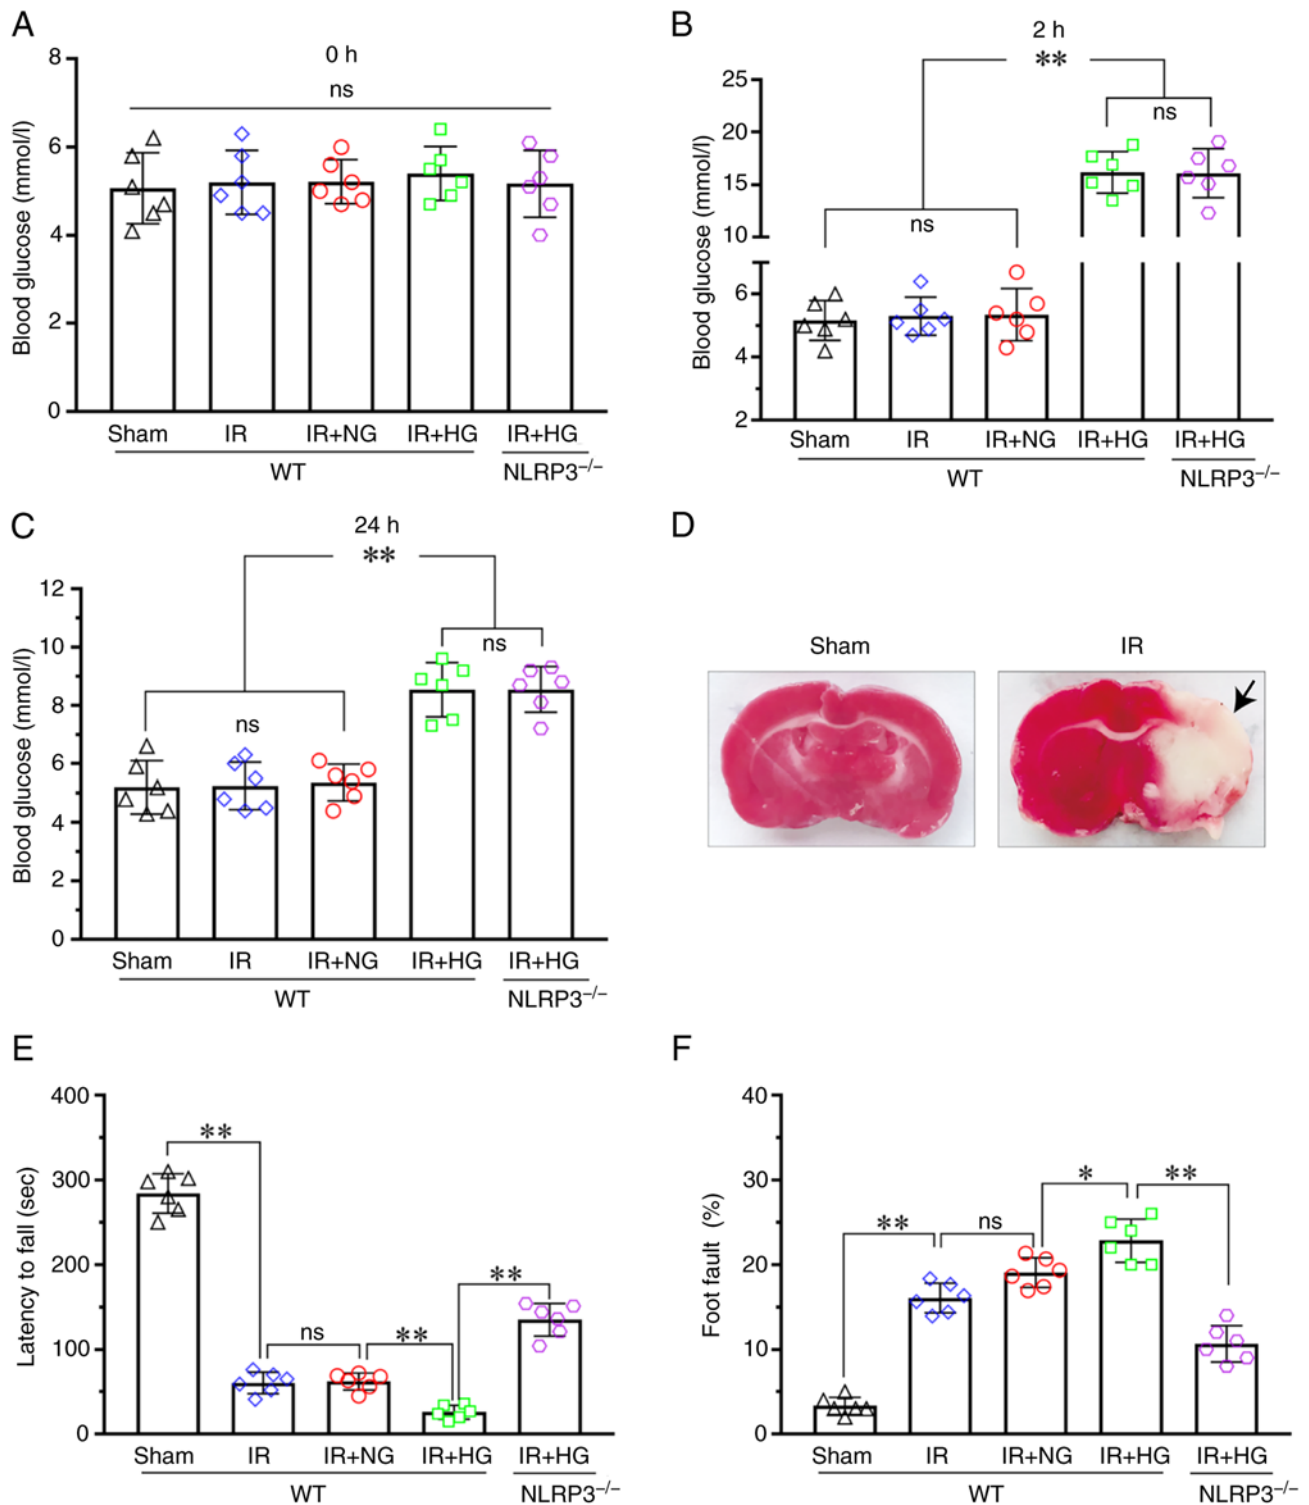 A
0 h
ns
Blood glucose (mmol/l)
8
6
4
2
0
Sham IR IR+NG IR+HG IR+HG
WT NLRP3−/−
B
2 h
**
ns
ns
Blood glucose (mmol/l)
25
20
15
10
6
4
2
Sham IR IR+NG IR+HG IR+HG
WT NLRP3−/−
C
24 h
**
ns
ns
Blood glucose (mmol/l)
12
10
8
6
4
2
0
Sham IR IR+NG IR+HG IR+HG
WT NLRP3−/−
D
Sham IR
E
Latency to fall (sec)
400
300
200
100
0
**
ns
**
**
Sham IR IR+NG IR+HG IR+HG
WT NLRP3−/−
F
Foot fault (%)
40
30
20
10
0
**
ns
*
**
Sham IR IR+NG IR+HG IR+HG
WT NLRP3−/−